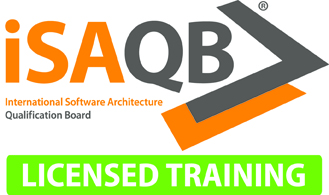 iSAQB®
International Software Architecture
Qualification Board
LICENSED TRAINING